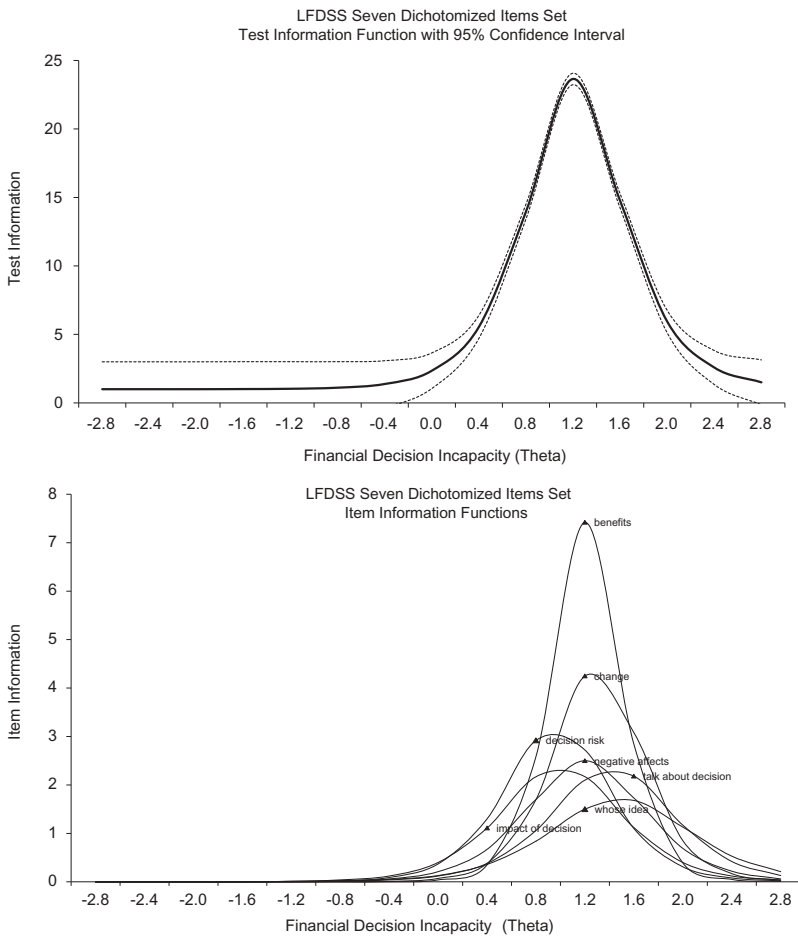 LFDSS Seven Dichotomized Items Set
Test Information Function with 95% Confidence Interval
25
20
15
10
5
0
Test Information
-2.8 -2.4 -2.0 -1.6 -1.2 -0.8 -0.4 0.0 0.4 0.8 1.2 1.6 2.0 2.4 2.8
Financial Decision Incapacity (Theta)
LFDSS Seven Dichotomized Items Set
Item Information Functions
8
7
6
5
4
3
2
1
0
Item Information
benefits
change
decision risk
negative affects
talk about decision
whose idea
impact of decision
-2.8 -2.4 -2.0 -1.6 -1.2 -0.8 -0.4 0.0 0.4 0.8 1.2 1.6 2.0 2.4 2.8
Financial Decision Incapacity (Theta)